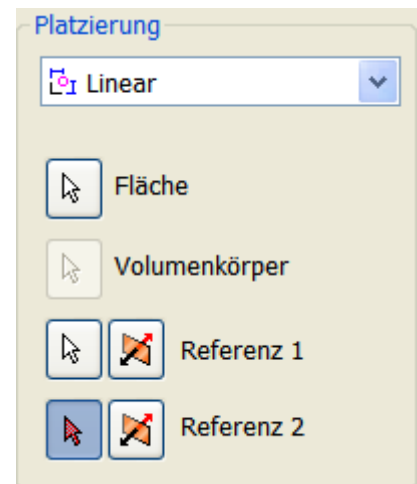 Platzierung
Linear
Fläche
Volumenkörper
Referenz 1
Referenz 2